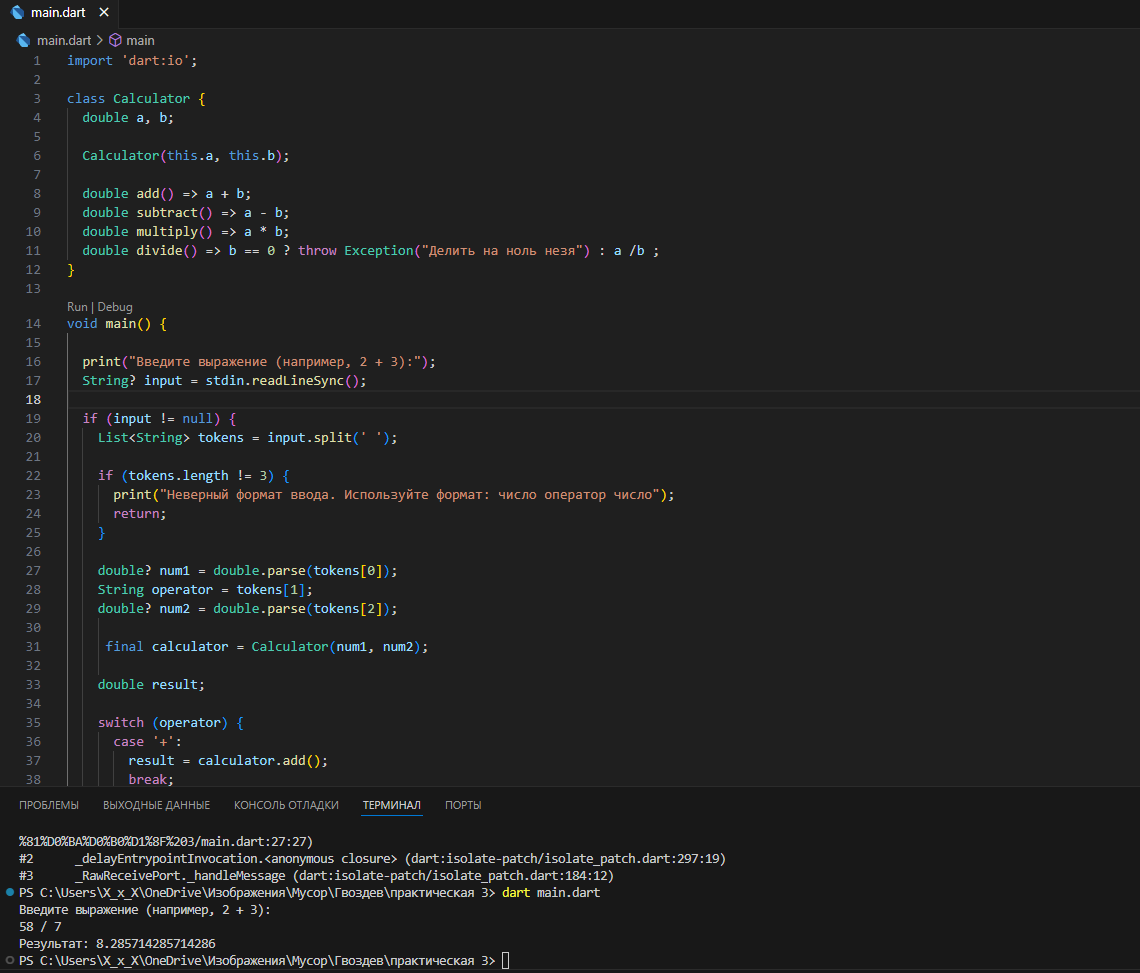 main.dart ×
main.dart > main
1 import 'dart:io';
2
3 class Calculator {
4 double a, b;
5
6 Calculator(this.a, this.b);
7
8 double add() => a + b;
9 double subtract() => a - b;
10 double multiply() => a * b;
11 double divide() => b == 0 ? throw Exception("Делить на ноль незя") : a /b ;
12 }
13
Run | Debug
14 void main() {
15
16 print("Введите выражение (например, 2 + 3):");
17 String? input = stdin.readLineSync();
18
19 if (input != null) {
20 List<String> tokens = input.split(' ');
21
22 if (tokens.length != 3) {
23 print("Неверный формат ввода. Используйте формат: число оператор число");
24 return;
25 }
26
27 double? num1 = double.parse(tokens[0]);
28 String operator = tokens[1];
29 double? num2 = double.parse(tokens[2]);
30
31 final calculator = Calculator(num1, num2);
32
33 double result;
34
35 switch (operator) {
36 case '+':
37 result = calculator.add();
38 break;
ПРОБЛЕМЫ ВЫХОДНЫЕ ДАННЫЕ КОНСОЛЬ ОТЛАДКИ ТЕРМИНАЛ ПОРТЫ
%81%D0%BA%D0%B0%D1%8F%203/main.dart:27:27)
#2 _delayEntrypointInvocation.<anonymous closure> (dart:isolate-patch/isolate_patch.dart:297:19)
#3 _RawReceivePort._handleMessage (dart:isolate-patch/isolate_patch.dart:184:12)
PS C:\Users\X_x_X\OneDrive\Изображения\Мусор\Гвоздев\практическая 3> dart main.dart
Введите выражение (например, 2 + 3):
58 / 7
Результат: 8.285714285714286
PS C:\Users\X_x_X\OneDrive\Изображения\Мусор\Гвоздев\практическая 3>